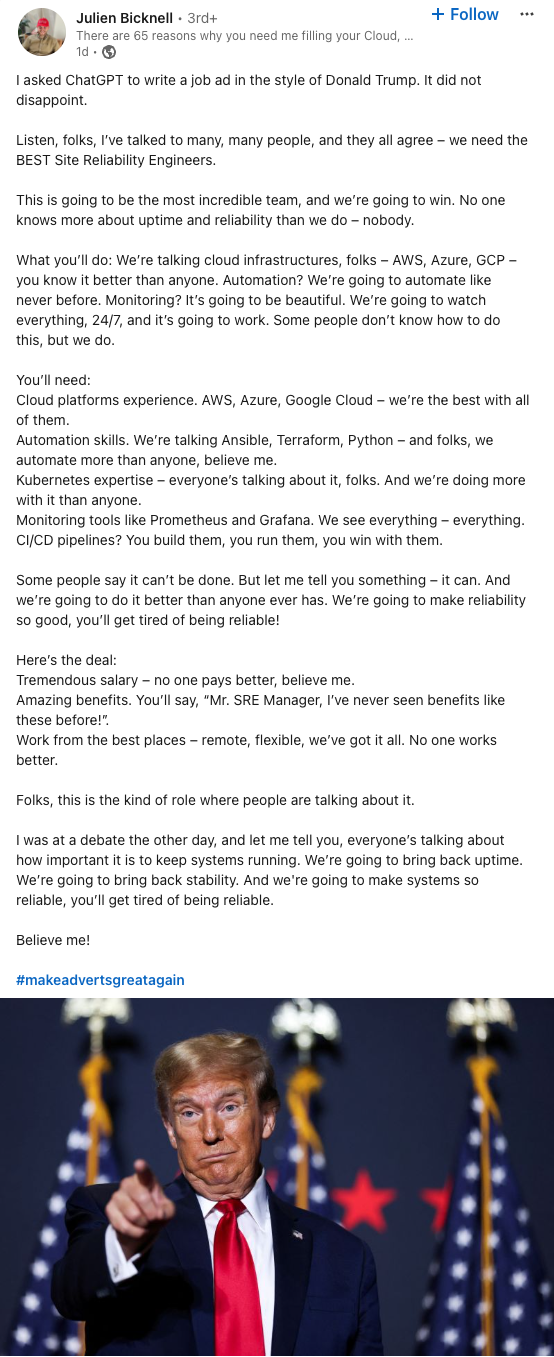 Julien Bicknell • 3rd+
+ Follow
There are 65 reasons why you need me filling your Cloud, ...
1d •
I asked ChatGPT to write a job ad in the style of Donald Trump. It did not
disappoint.
Listen, folks, I’ve talked to many, many people, and they all agree – we need the
BEST Site Reliability Engineers.
This is going to be the most incredible team, and we’re going to win. No one
knows more about uptime and reliability than we do – nobody.
What you’ll do: We’re talking cloud infrastructures, folks – AWS, Azure, GCP –
you know it better than anyone. Automation? We’re going to automate like
never before. Monitoring? It’s going to be beautiful. We’re going to watch
everything, 24/7, and it’s going to work. Some people don’t know how to do
this, but we do.
You’ll need:
Cloud platforms experience. AWS, Azure, Google Cloud – we’re the best with all
of them.
Automation skills. We’re talking Ansible, Terraform, Python – and folks, we
automate more than anyone, believe me.
Kubernetes expertise – everyone’s talking about it, folks. And we’re doing more
with it than anyone.
Monitoring tools like Prometheus and Grafana. We see everything – everything.
CI/CD pipelines? You build them, you run them, you win with them.
Some people say it can’t be done. But let me tell you something – it can. And
we’re going to do it better than anyone ever has. We’re going to make reliability
so good, you’ll get tired of being reliable!
Here’s the deal:
Tremendous salary – no one pays better, believe me.
Amazing benefits. You’ll say, “Mr. SRE Manager, I’ve never seen benefits like
these before!”.
Work from the best places – remote, flexible, we’ve got it all. No one works
better.
Folks, this is the kind of role where people are talking about it.
I was at a debate the other day, and let me tell you, everyone’s talking about
how important it is to keep systems running. We’re going to bring back uptime.
We’re going to bring back stability. And we're going to make systems so
reliable, you’ll get tired of being reliable.
Believe me!
#makeadvertsgreatagain